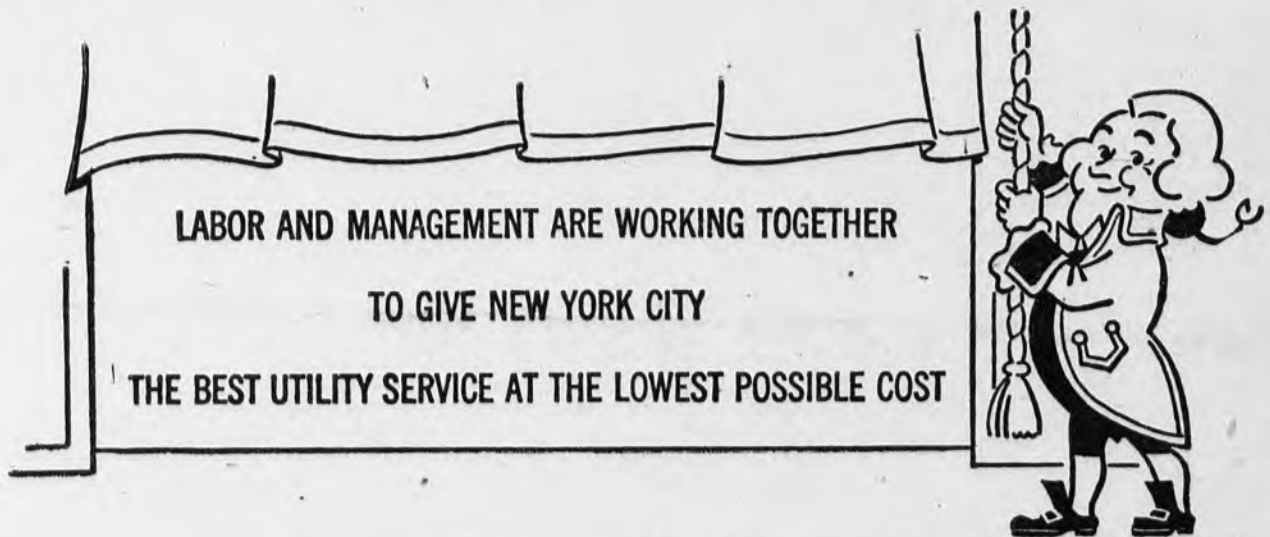 LABOR AND MANAGEMENT ARE WORKING TOGETHER
TO GIVE NEW YORK CITY
THE BEST UTILITY SERVICE AT THE LOWEST POSSIBLE COST